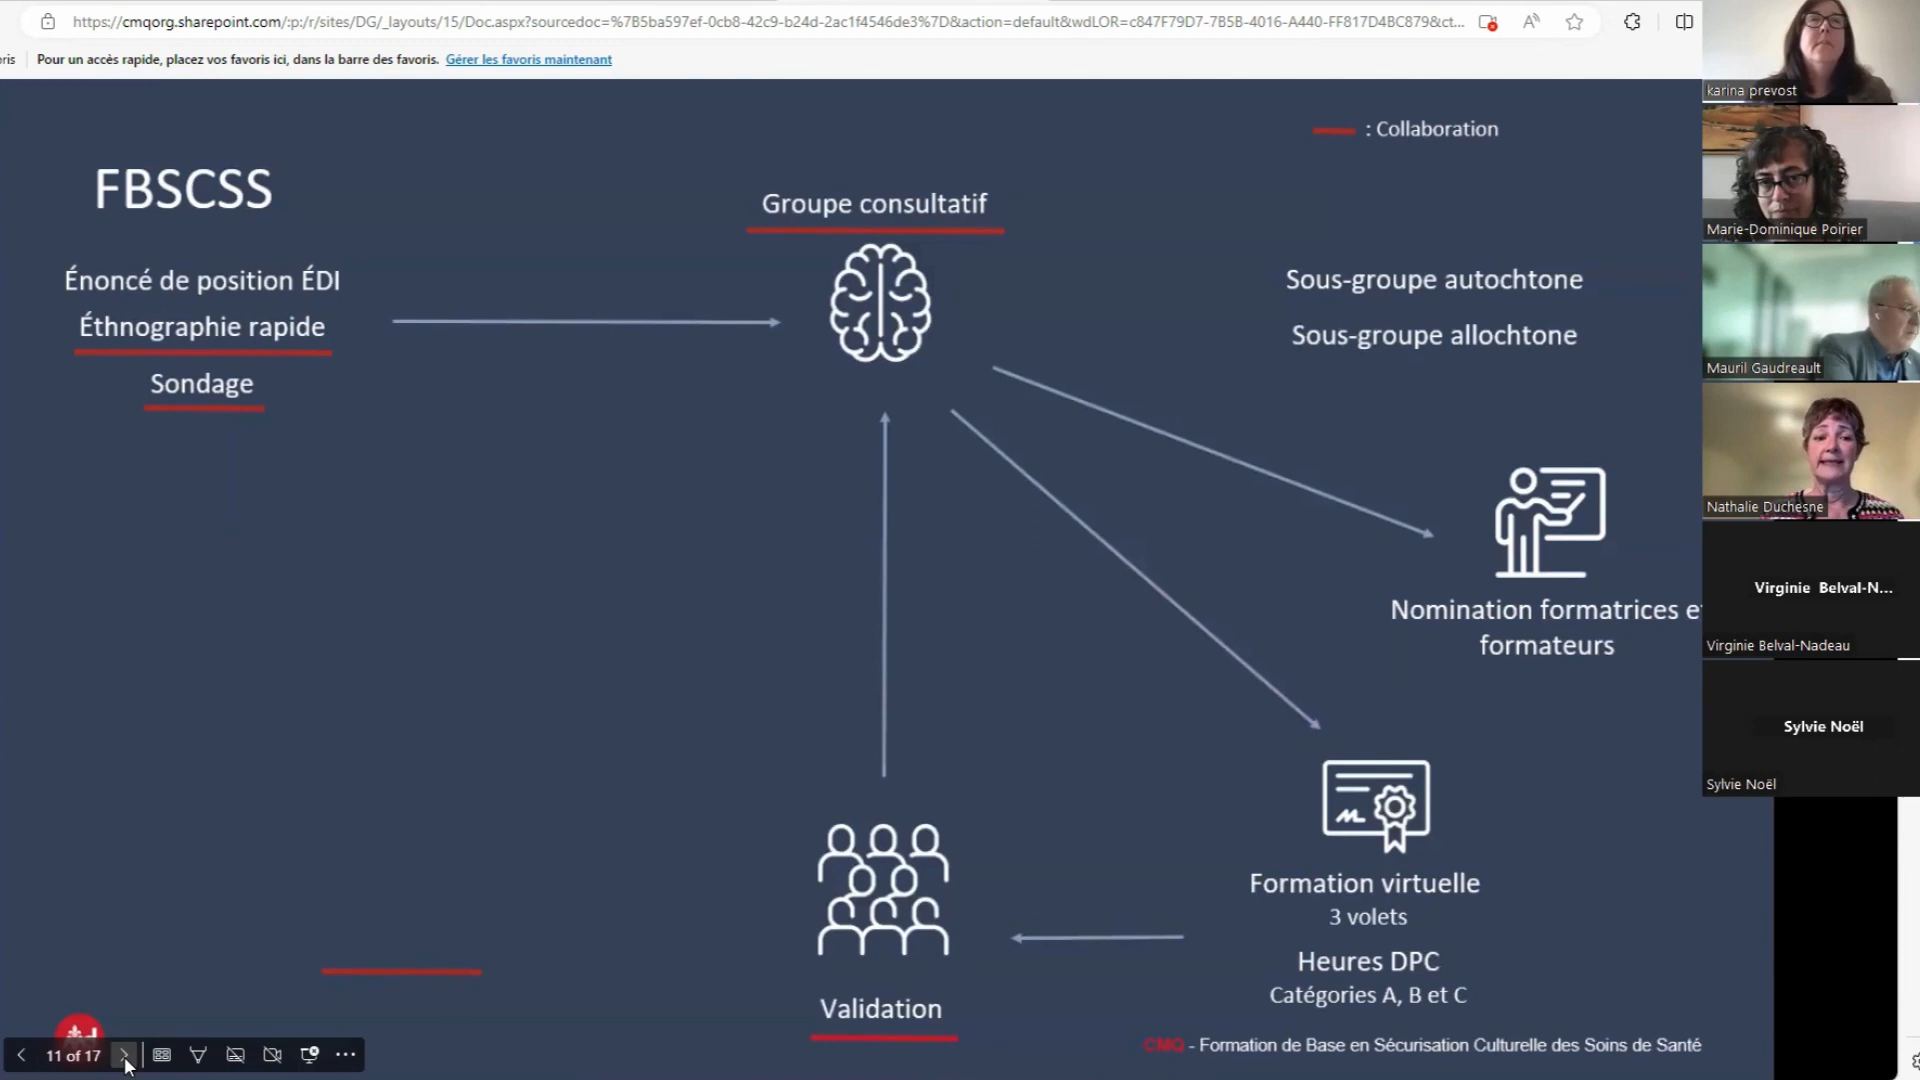 https://cmqorg.sharepoint.com/:p:/r/sites/DG/_layouts/15/Doc.aspx?sourcedoc=%7B5ba597ef-0cb8-42c9-b24d-2ac1f4546de3%7D&action=default&wdLOR=c847F79D7-7B5B-4016-A440-FF817D4BC879&ct...
Pour un accès rapide, placez vos favoris ici, dans la barre des favoris. Gérer les favoris maintenant
: Collaboration
FBSCSS
Groupe consultatif
Énoncé de position ÉDI
Éthnographie rapide
Sondage
Sous-groupe autochtone
Sous-groupe allochtone
Nomination formatrices et
formateurs
Formation virtuelle
3 volets
Heures DPC
Catégories A, B et C
Validation
CMQ - Formation de Base en Sécurisation Culturelle des Soins de Santé
11 of 17
karina prevost
Marie-Dominique Poirier
Mauril Gaudreault
Nathalie Duchesne
Virginie Belval-N...
Virginie Belval-Nadeau
Sylvie Noël
Sylvie Noël